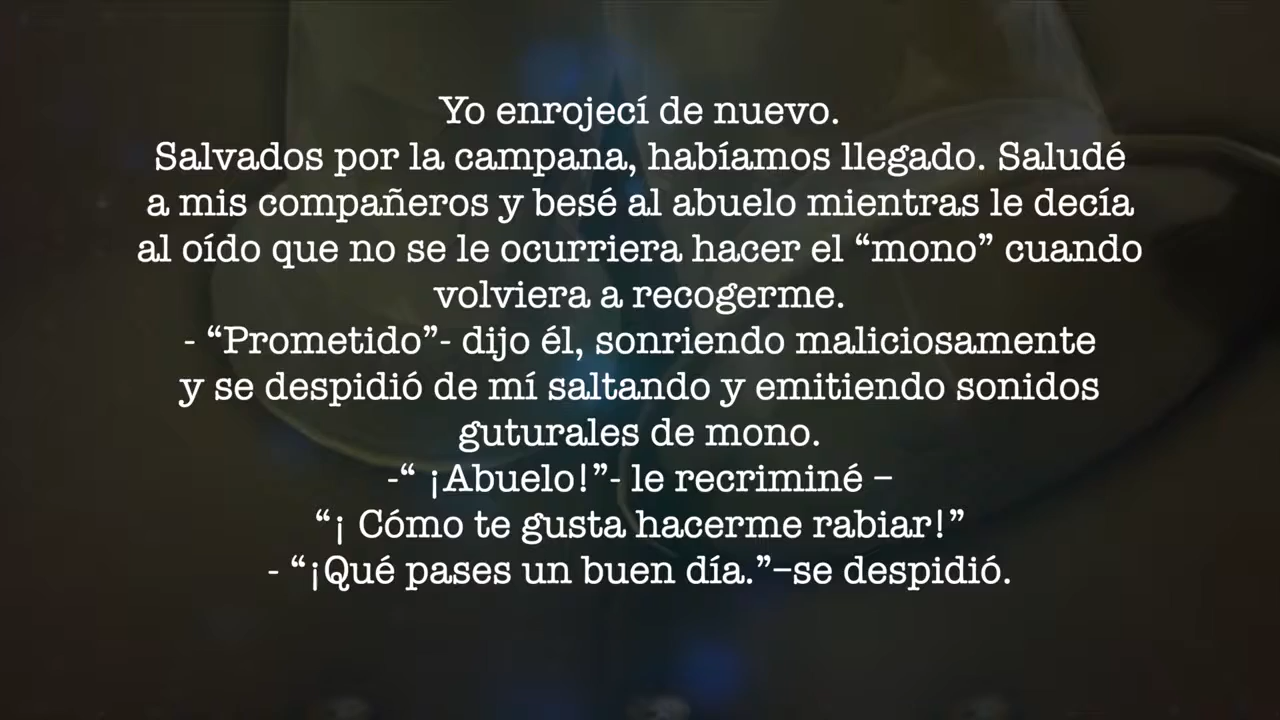 Yo enrojecí de nuevo.
Salvados por la campana, habíamos llegado. Saludé
a mis compañeros y besé al abuelo mientras le decía
al oído que no se le ocurriera hacer el “mono” cuando
volviera a recogerme.
- “Prometido”- dijo él, sonriendo maliciosamente
y se despidió de mí saltando y emitiendo sonidos
guturales de mono.
-“ ¡Abuelo!”- le recriminé –
“¡ Cómo te gusta hacerme rabiar!”
- “¡Qué pases un buen día.”–se despidió.